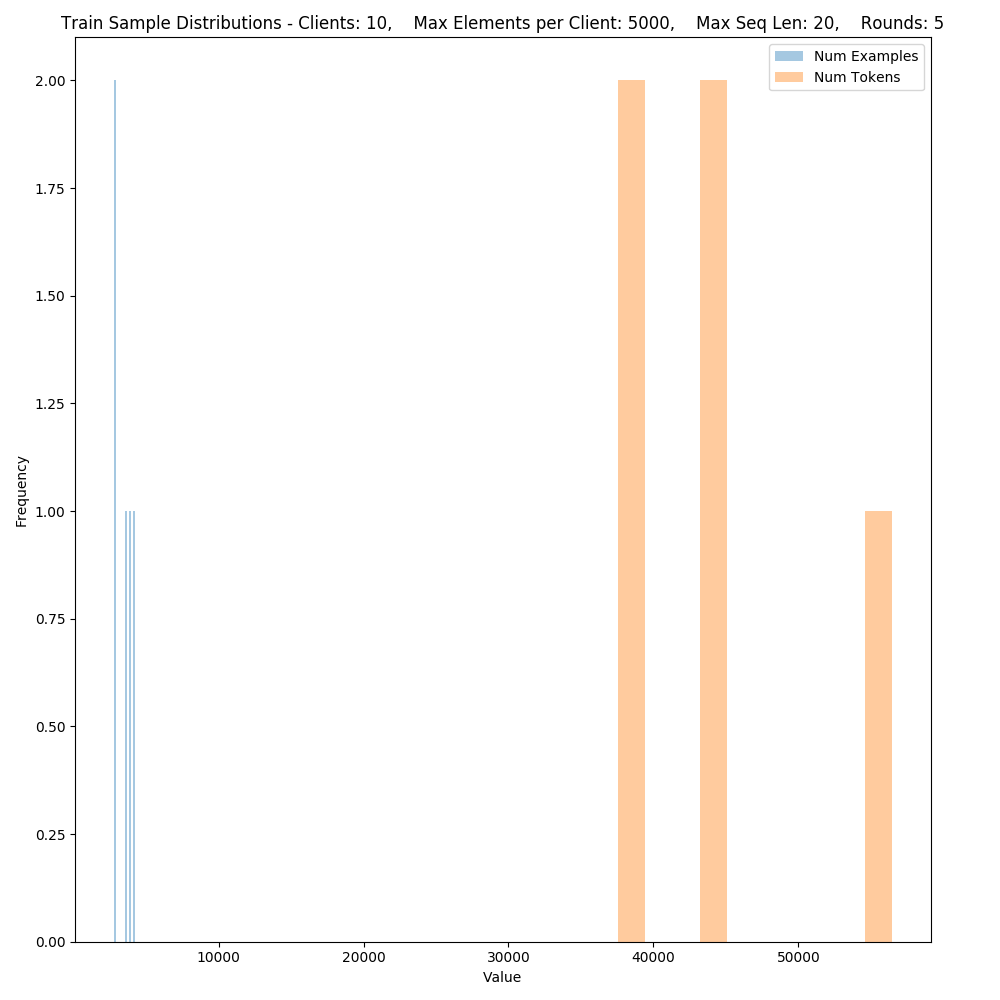 Train Sample Distributions - Clients: 10,    Max Elements per Client: 5000,    Max Seq Len: 20,    Rounds: 5
Num Examples
Num Tokens
2.00
1.75
1.50
1.25
1.00
0.75
0.50
0.25
0.00
Frequency
10000
20000
30000
40000
50000
Value